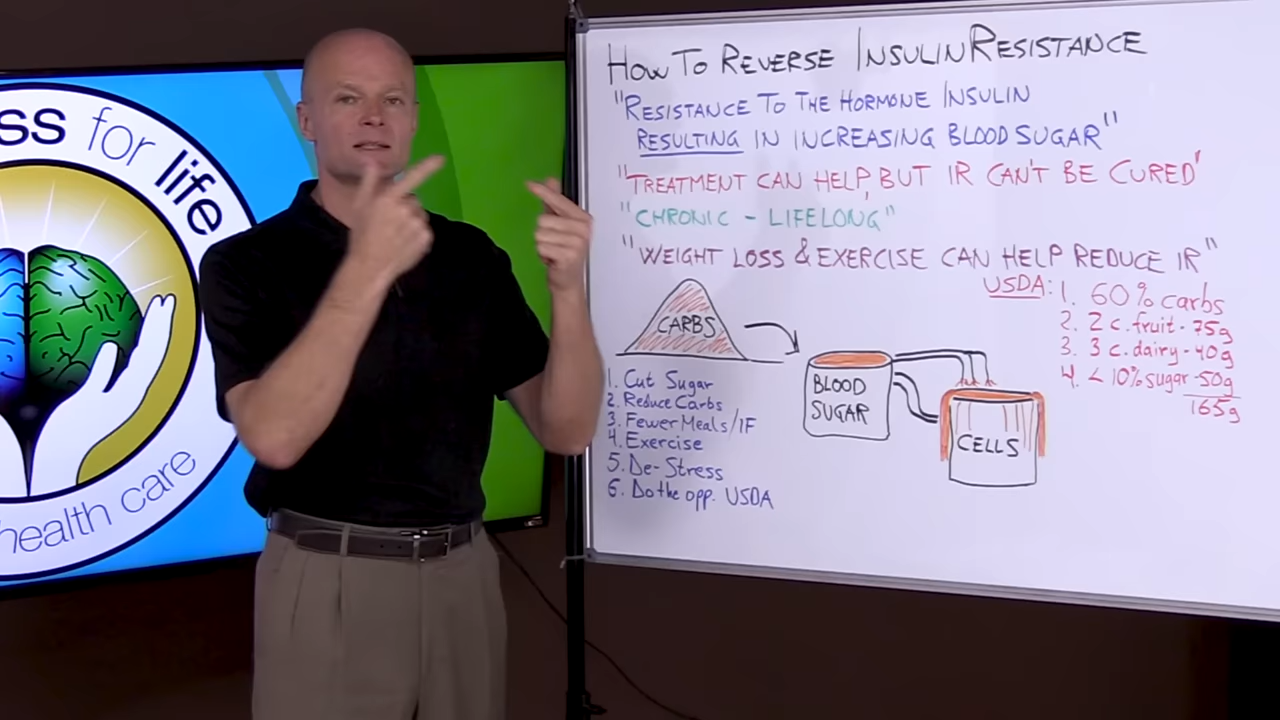 ss for life
health care
HOW TO REVERSE INSULIN RESISTANCE
"RESISTANCE TO THE HORMONE INSULIN
RESULTING IN INCREASING BLOOD SUGAR"
"TREATMENT CAN HELP, BUT IR CAN'T BE CURED"
"CHRONIC - LIFELONG"
"WEIGHT LOSS & EXERCISE CAN HELP REDUCE IR"
USDA: 1. 60% carbs
2. 2 c. fruit - 75g
3. 3 c. dairy - 40g
4. < 10% sugar - 50g
165g
CARBS
BLOOD
SUGAR
CELLS
1. Cut Sugar
2. Reduce Carbs
3. Fewer Meals/IF
4. Exercise
5. De-Stress
6. Do the opp. USDA